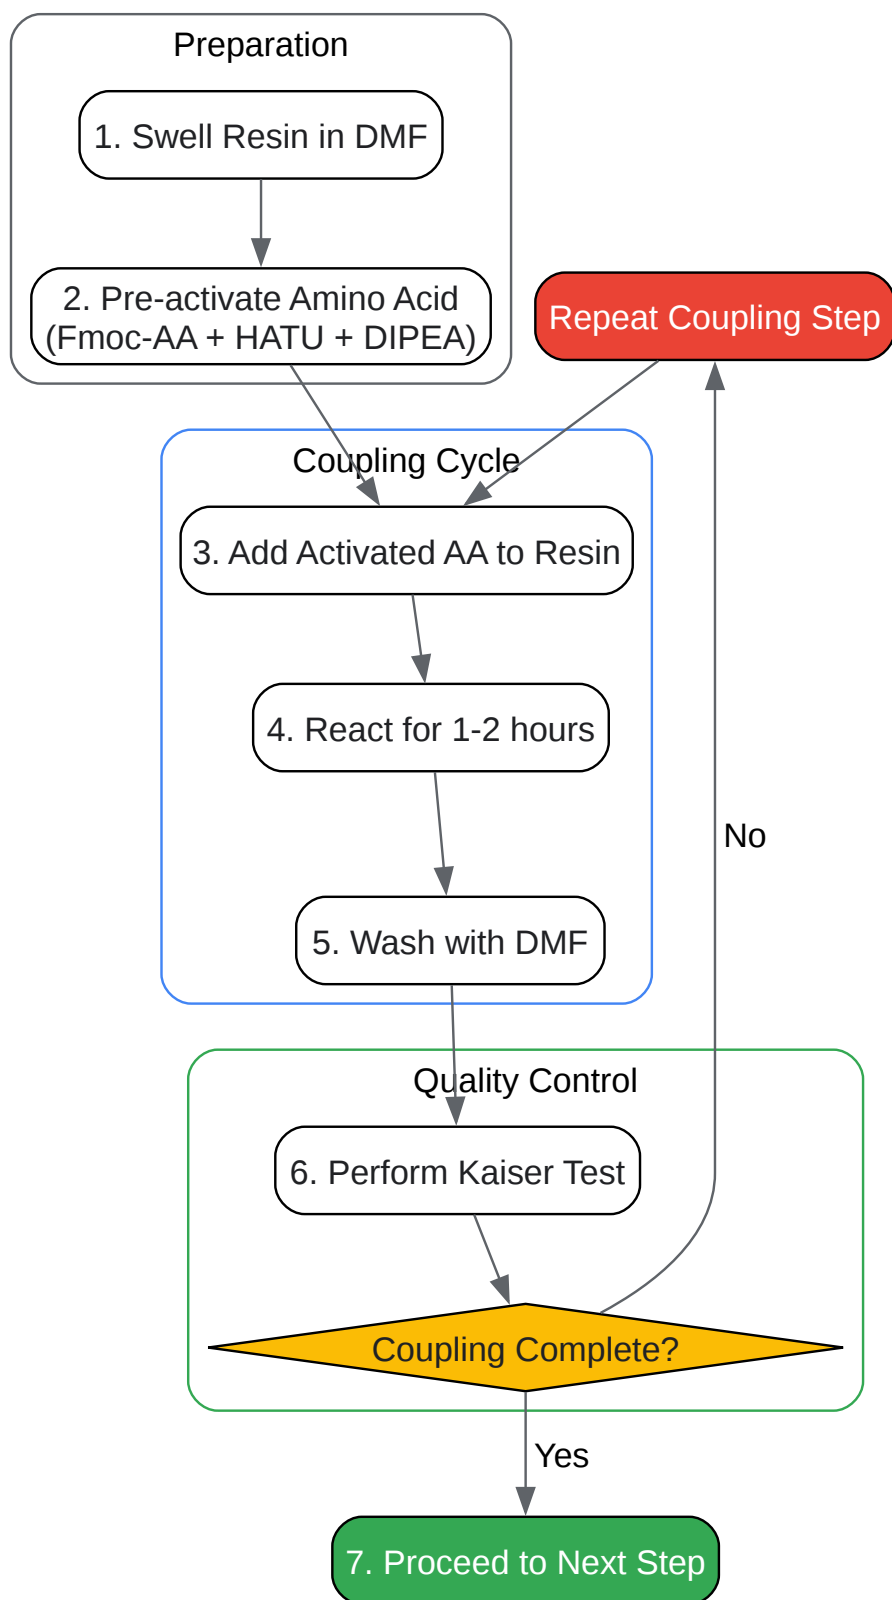 Preparation
1. Swell Resin in DMF
2. Pre-activate Amino Acid
(Fmoc-AA + HATU + DIPEA)
Repeat Coupling Step
Coupling Cycle
3. Add Activated AA to Resin
4. React for 1-2 hours
No
5. Wash with DMF
Quality Control
6. Perform Kaiser Test
Coupling Complete?
Yes
7. Proceed to Next Step